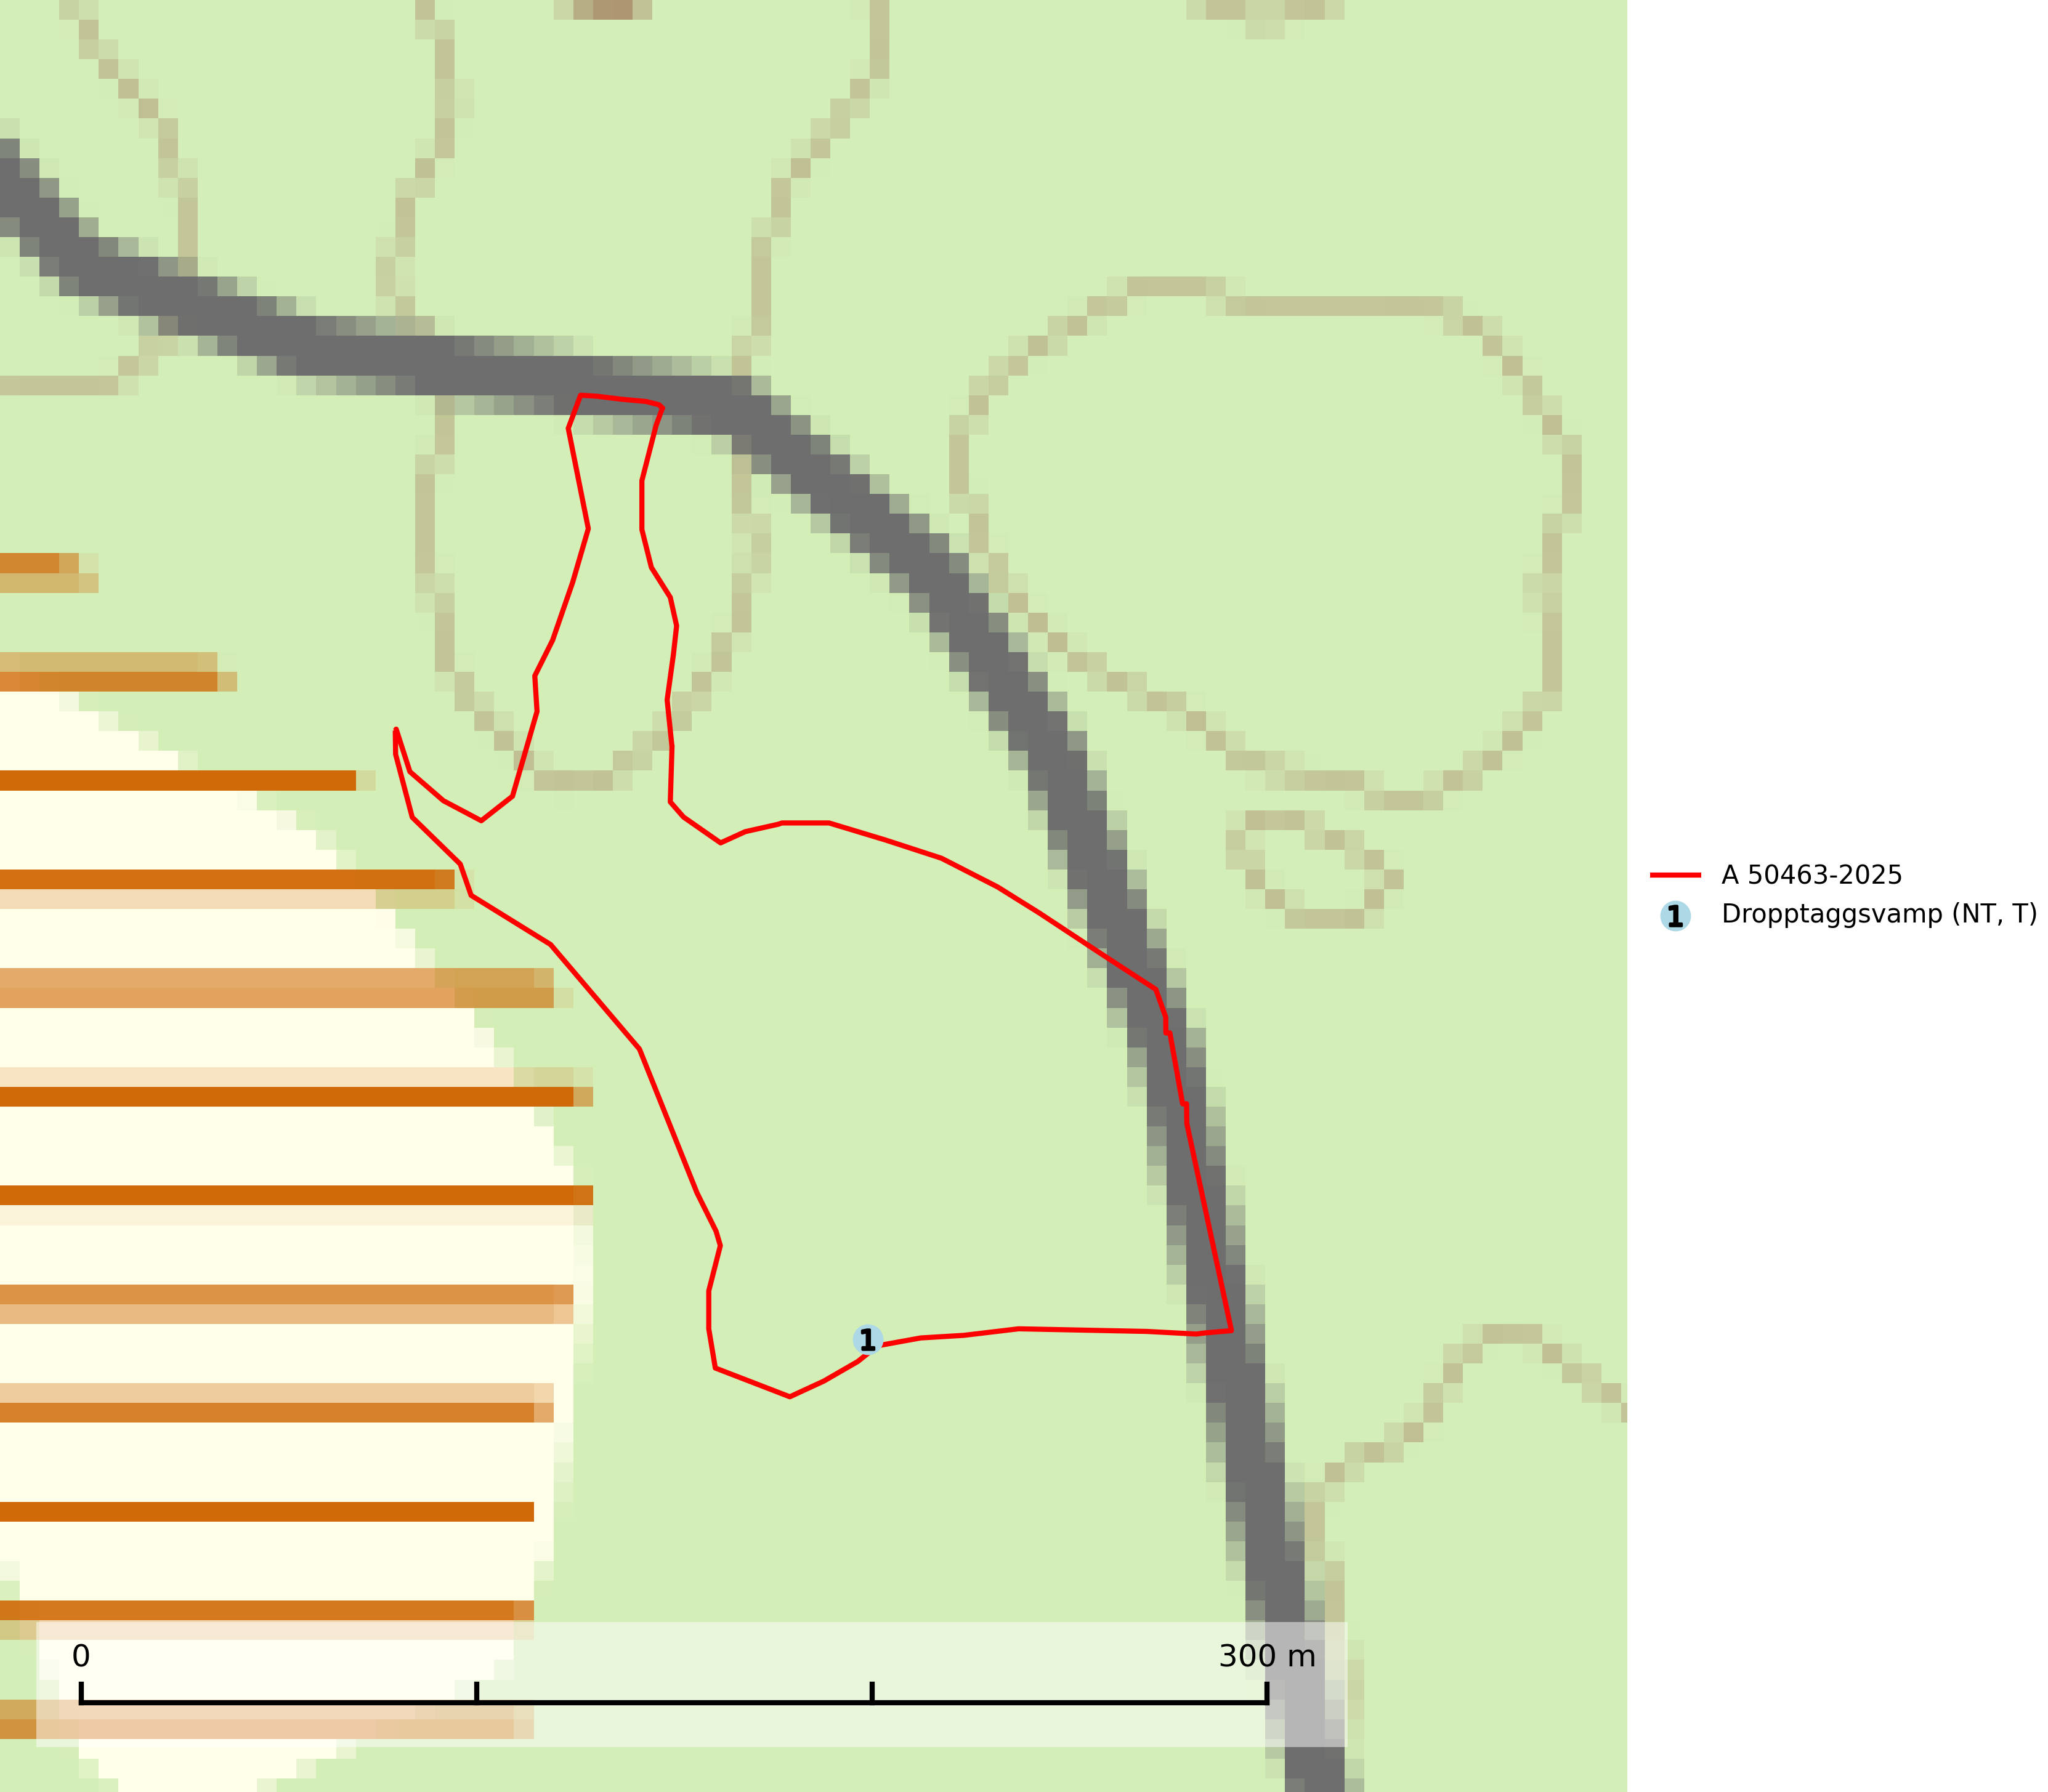 A 50463-2025
1 Dropptaggsvamp (NT, T)
1
0 300 m